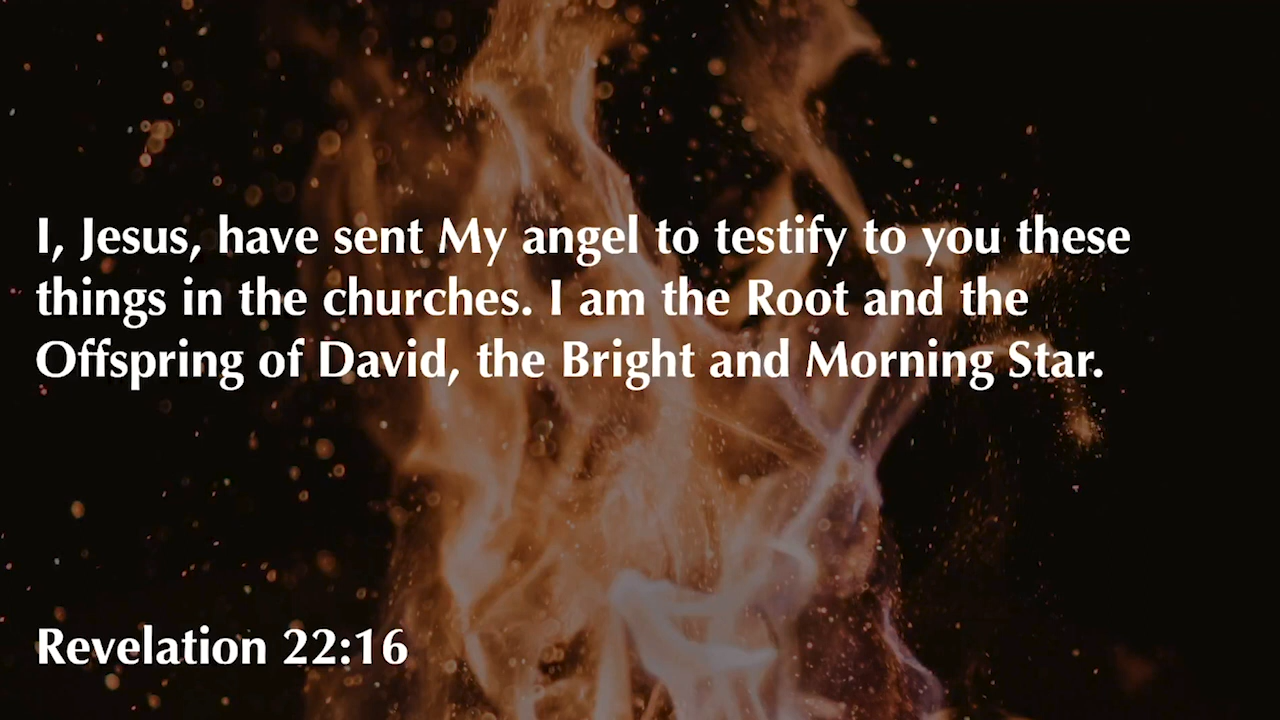 I, Jesus, have sent My angel to testify to you these
things in the churches. I am the Root and the
Offspring of David, the Bright and Morning Star.
Revelation 22:16